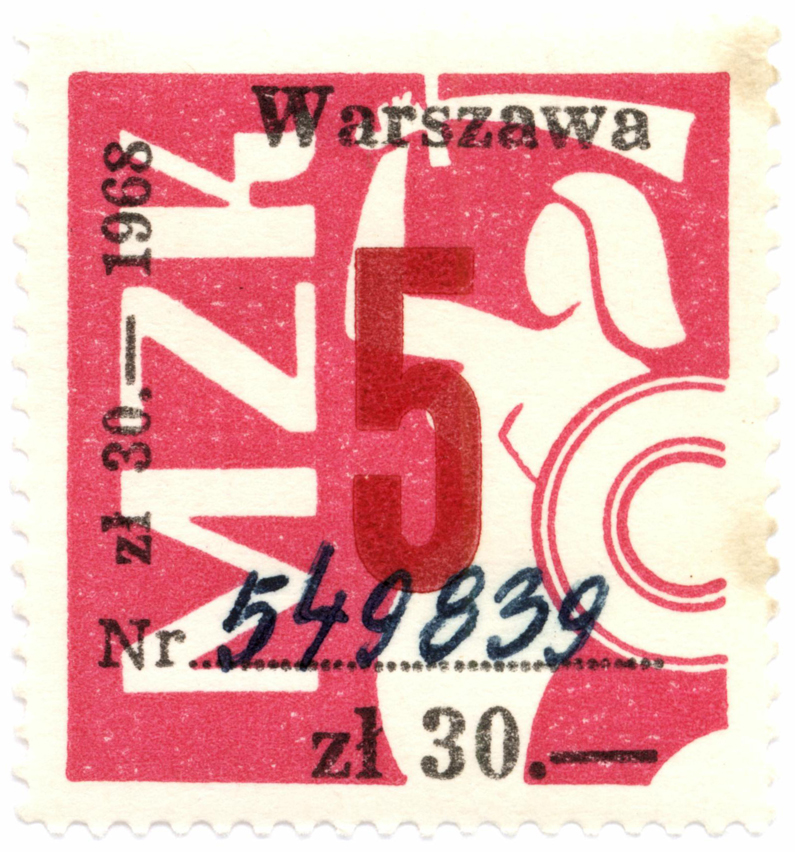 Warszawa
MZK
zł 30.— 1968
5
Nr 549839
zł 30.—